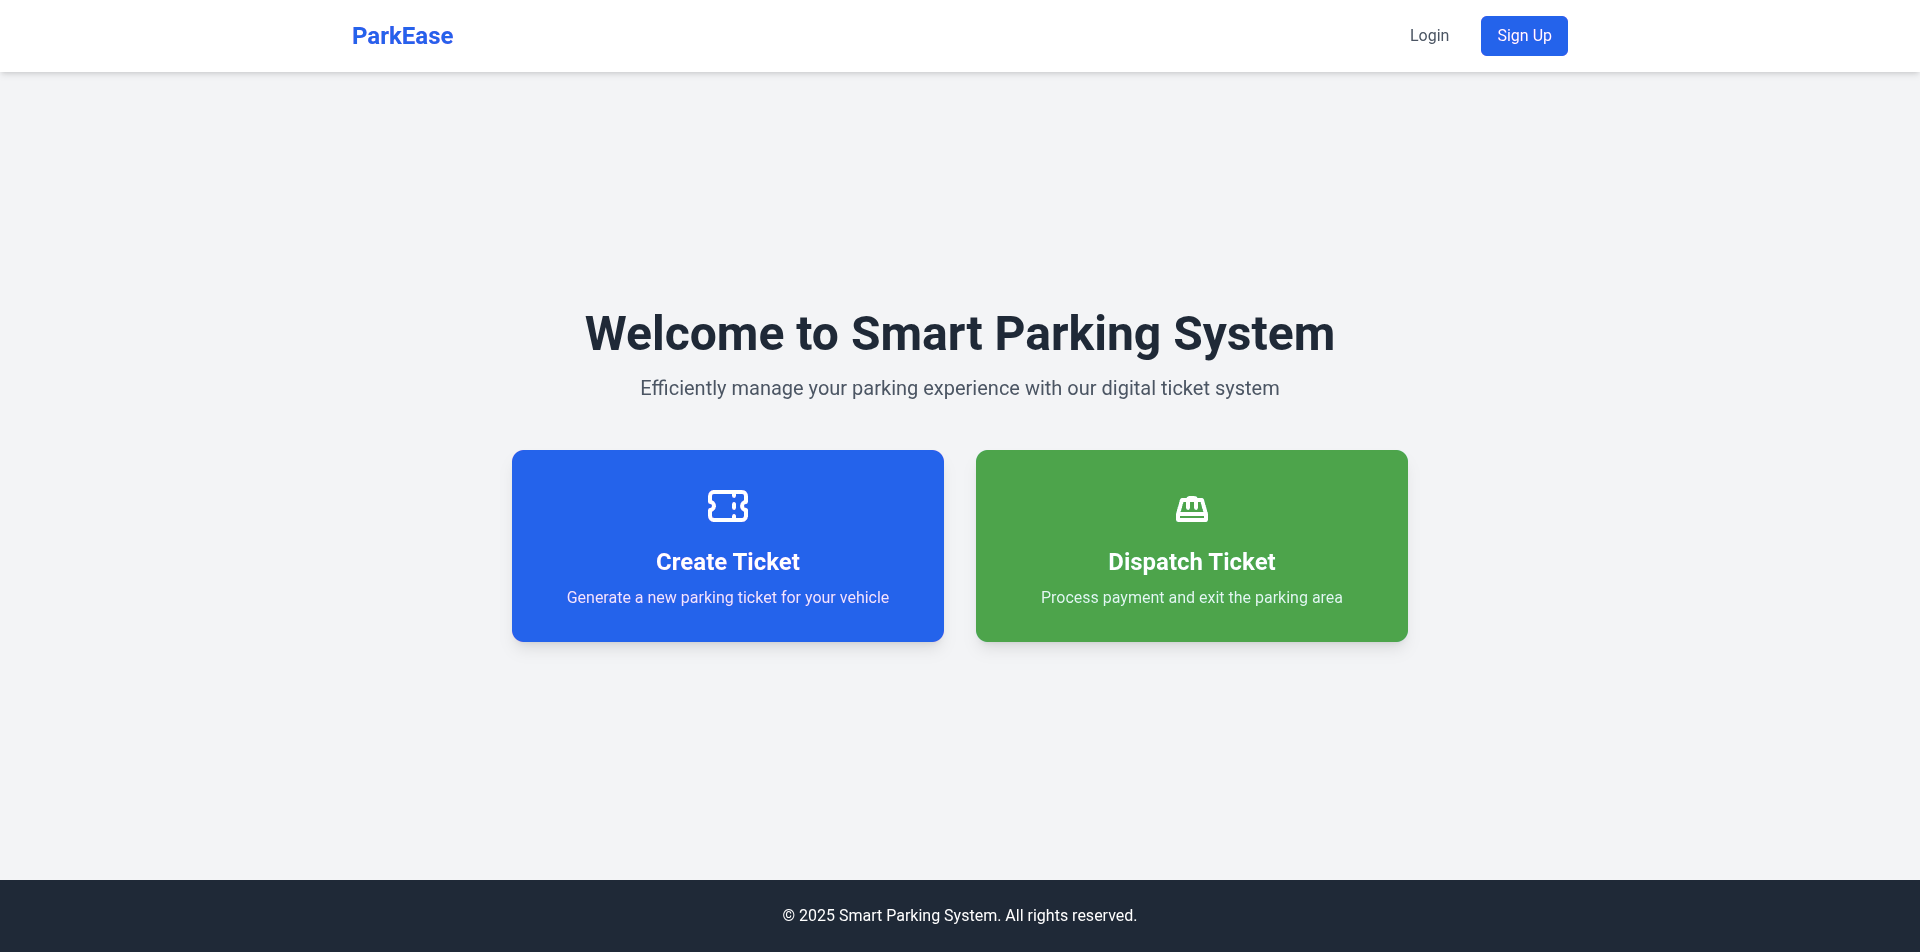 ParkEase
Login
Sign Up
Welcome to Smart Parking System
Efficiently manage your parking experience with our digital ticket system
Create Ticket
Generate a new parking ticket for your vehicle
Dispatch Ticket
Process payment and exit the parking area
© 2025 Smart Parking System. All rights reserved.